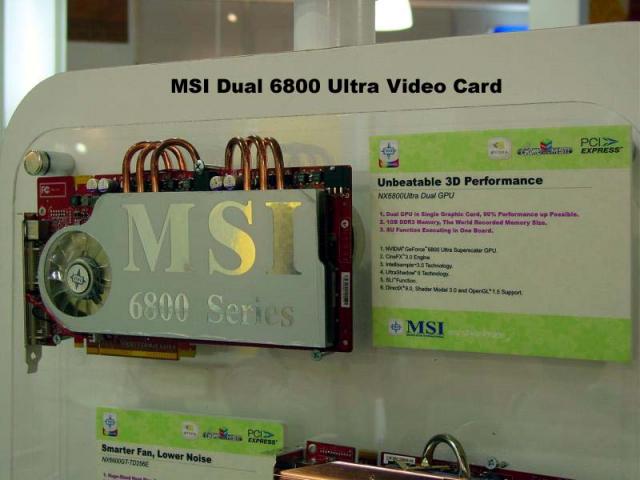 MSI Dual 6800 Ultra Video Card
FC
MSI
6800 Series
PCI
EXPRESS
Unbeatable 3D Performance
NX6800Ultra Dual GPU
1. Dual GPU in Single Graphic Card, 90% Performance up Possible.
2. 1GB DDR3 Memory, The World Recorded Memory Size.
3. SLI Function Executing in One Board.
1. NVIDIA® GeForce™ 6800 Ultra Superscalar GPU.
2. CineFX™ 3.0 Engine
3. Intellisample™ 3.0 Technology.
4. UltraShadow™ II Technology.
5. SLI™ Function.
6. DirectX® 9.0, Shader Model 3.0 and OpenGL® 1.5 Support.
MSI
PCI
EXPRESS
Smarter Fan, Lower Noise